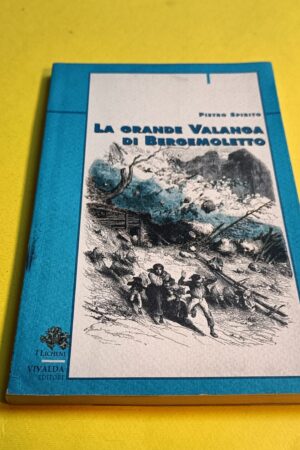 PIETRO SPIRITO
LA GRANDE VALANGA
DI BERGEMOLETTO
I LICHENI
VIVALDA
EDITORI